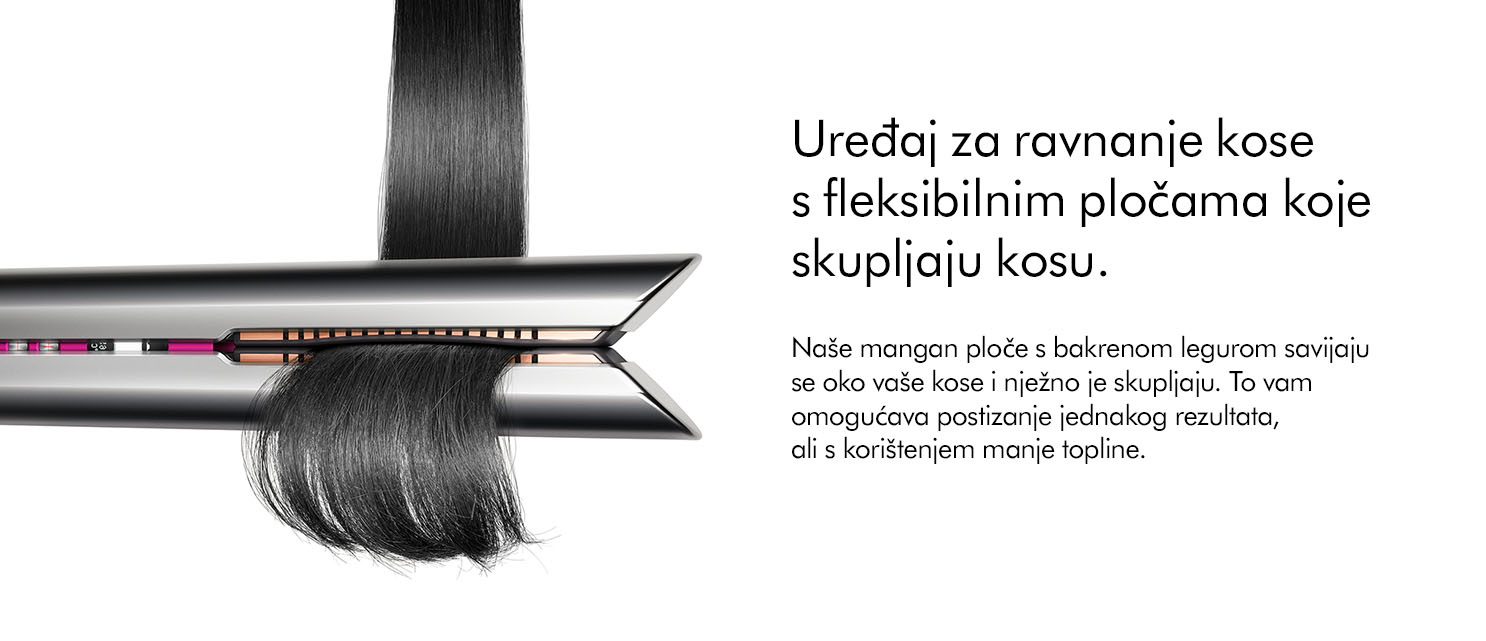 Uređaj za ravnanje kose
s fleksibilnim pločama koje
skupljaju kosu.
Naše mangan ploče s bakrenom legurom savijaju
se oko vaše kose i nježno je skupljaju. To vam
omogućava postizanje jednakog rezultata,
ali s korištenjem manje topline.